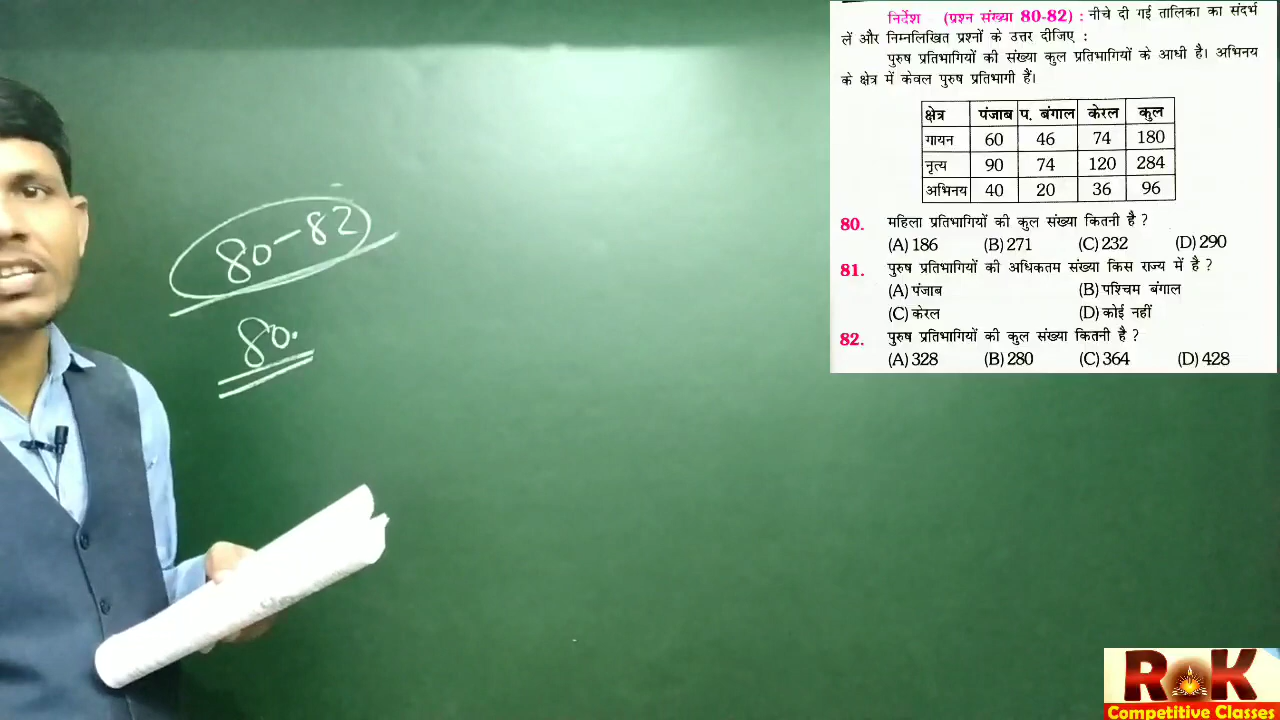 निर्देश (प्रश्न संख्या 80-82) : नीचे दी गई तालिका का संदर्भ
लें और निम्नलिखित प्रश्नों के उत्तर दीजिए :
पुरुष प्रतिभागियों की संख्या कुल प्रतिभागियों के आधी है। अभिनय
के क्षेत्र में केवल पुरुष प्रतिभागी हैं।
क्षेत्र पंजाब प. बंगाल केरल कुल
गायन 60 46 74 180
नृत्य 90 74 120 284
अभिनय 40 20 36 96
80. महिला प्रतिभागियों की कुल संख्या कितनी है ?
(A) 186 (B) 271 (C) 232 (D) 290
81. पुरुष प्रतिभागियों की अधिकतम संख्या किस राज्य में है ?
(A) पंजाब (B) पश्चिम बंगाल
(C) केरल (D) कोई नहीं
82. पुरुष प्रतिभागियों की कुल संख्या कितनी है ?
(A) 328 (B) 280 (C) 364 (D) 428
80-82
80.
RK
Competitive Classes